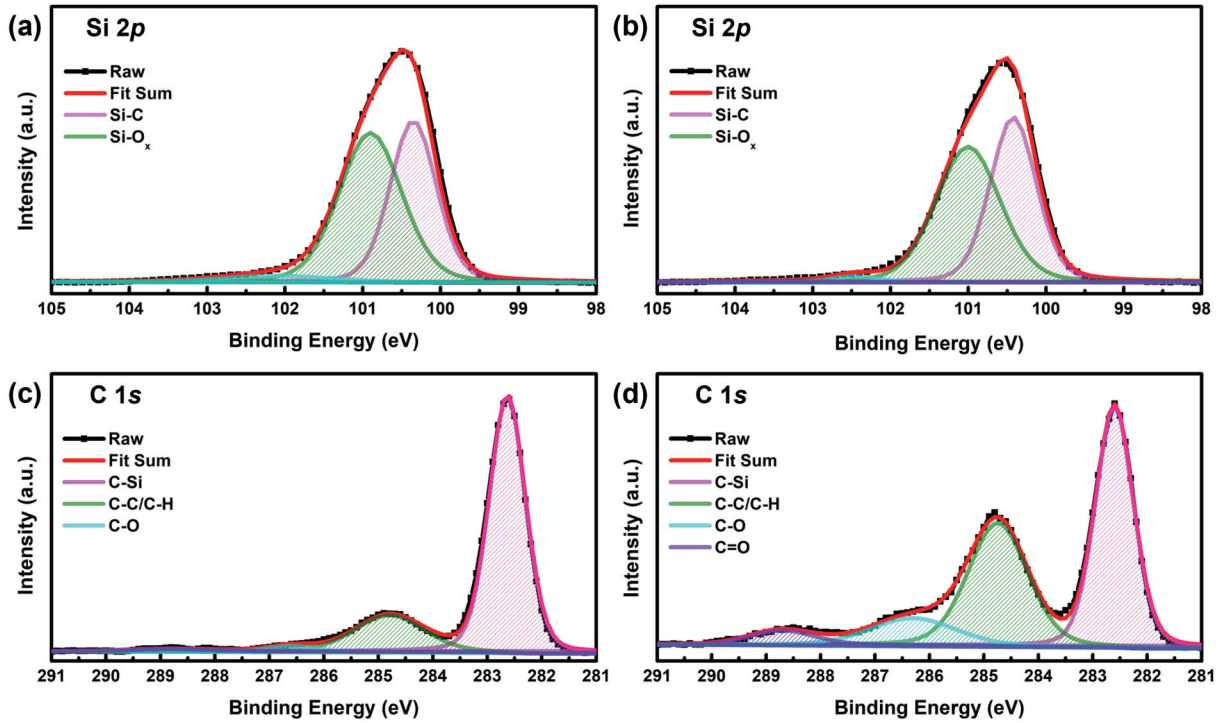 (a)
Si 2p
Raw
Fit Sum
Si-C
Si-Oₓ
Intensity (a.u.)
105 104 103 102 101 100 99 98
Binding Energy (eV)
(b)
Si 2p
Raw
Fit Sum
Si-C
Si-Oₓ
Intensity (a.u.)
105 104 103 102 101 100 99 98
Binding Energy (eV)
(c)
C 1s
Raw
Fit Sum
C-Si
C-C/C-H
C-O
Intensity (a.u.)
291 290 289 288 287 286 285 284 283 282 281
Binding Energy (eV)
(d)
C 1s
Raw
Fit Sum
C-Si
C-C/C-H
C-O
C=O
Intensity (a.u.)
291 290 289 288 287 286 285 284 283 282 281
Binding Energy (eV)